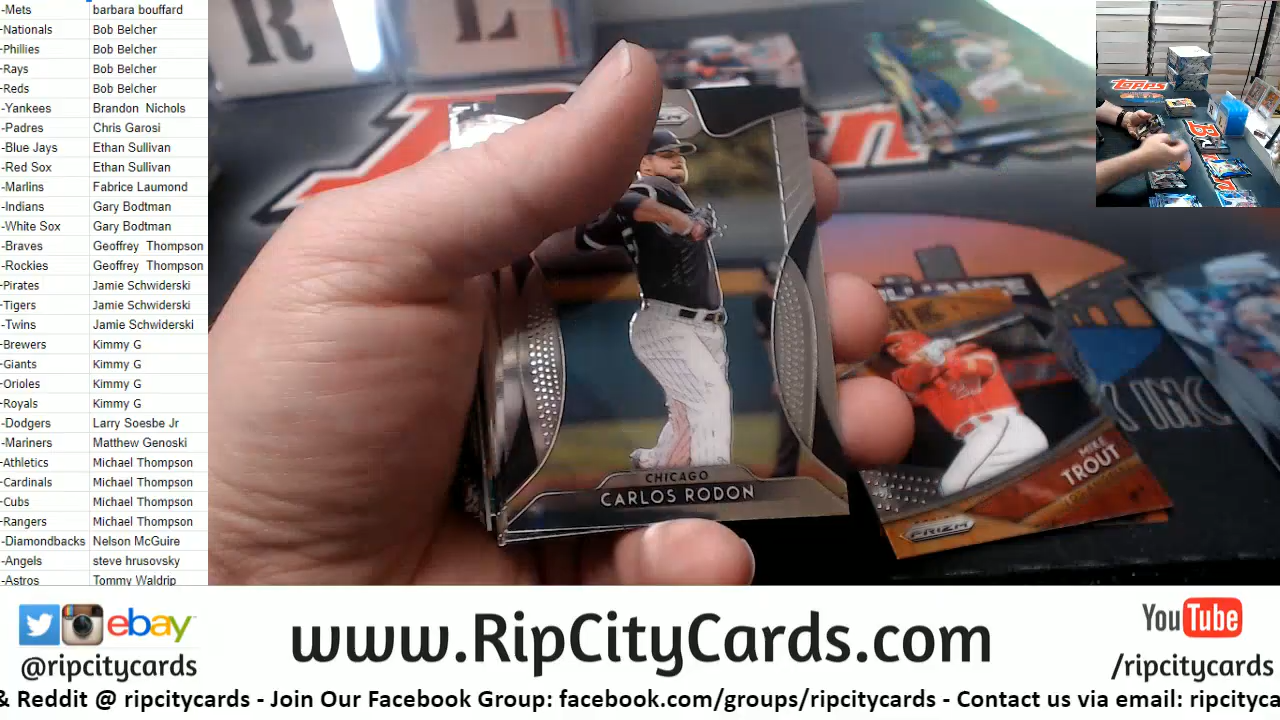 -Mets barbara bouffard
-Nationals Bob Belcher
-Phillies Bob Belcher
-Rays Bob Belcher
-Reds Bob Belcher
-Yankees Brandon Nichols
-Padres Chris Garosi
-Blue Jays Ethan Sullivan
-Red Sox Ethan Sullivan
-Marlins Fabrice Laumond
-Indians Gary Bodtman
-White Sox Gary Bodtman
-Braves Geoffrey Thompson
-Rockies Geoffrey Thompson
-Pirates Jamie Schwiderski
-Tigers Jamie Schwiderski
-Twins Jamie Schwiderski
-Brewers Kimmy G
-Giants Kimmy G
-Orioles Kimmy G
-Royals Kimmy G
-Dodgers Larry Soesbe Jr
-Mariners Matthew Genoski
-Athletics Michael Thompson
-Cardinals Michael Thompson
-Cubs Michael Thompson
-Rangers Michael Thompson
-Diamondbacks Nelson McGuire
-Angels steve hrusovsky
-Astros Tommy Waldrip
R L
Topps
PRIZM
CHICAGO
CARLOS RODON
MIKE
TROUT
PRIZM
ebay
@ripcitycards
www.RipCityCards.com
YouTube
/ripcitycards
& Reddit @ ripcitycards - Join Our Facebook Group: facebook.com/groups/ripcitycards - Contact us via email: ripcityca